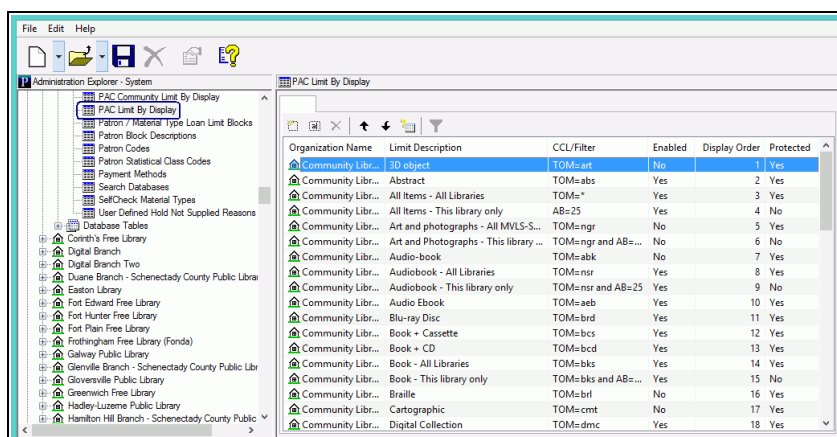 File Edit Help
Administration Explorer - System
PAC Community Limit By Display
PAC Limit By Display
Patron / Material Type Loan Limit Blocks
Patron Block Descriptions
Patron Codes
Patron Statistical Class Codes
Payment Methods
Search Databases
SelfCheck Material Types
User Defined Hold Not Supplied Reasons
Database Tables
Corinth's Free Library
Digital Branch
Digital Branch Two
Duane Branch - Schenectady County Public Librar
Easton Library
Fort Edward Free Library
Fort Hunter Free Library
Fort Plain Free Library
Frothingham Free Library (Fonda)
Galway Public Library
Glenville Branch - Schenectady County Public Libr
Gloversville Public Library
Greenwich Free Library
Hadley-Luzerne Public Library
Hamilton Hill Branch - Schenectady County Public
PAC Limit By Display
Organization Name Limit Description CCL/Filter Enabled Display Order Protected
Community Libr... 3D object TOM=art No 1 Yes
Community Libr... Abstract TOM=abs Yes 2 Yes
Community Libr... All Items - All Libraries TOM=* Yes 3 Yes
Community Libr... All Items - This library only AB=25 Yes 4 No
Community Libr... Art and photographs - All MVLS-S... TOM=ngr No 5 Yes
Community Libr... Art and Photographs - This library ... TOM=ngr and AB=... No 6 No
Community Libr... Audio-book TOM=abk No 7 Yes
Community Libr... Audiobook - All Libraries TOM=nsr Yes 8 Yes
Community Libr... Audiobook - This library only TOM=nsr and AB=25 Yes 9 No
Community Libr... Audio Ebook TOM=aeb Yes 10 Yes
Community Libr... Blu-ray Disc TOM=brd Yes 11 Yes
Community Libr... Book + Cassette TOM=bcs Yes 12 Yes
Community Libr... Book + CD TOM=bcd Yes 13 Yes
Community Libr... Book - All Libraries TOM=bks Yes 14 Yes
Community Libr... Book - This library only TOM=bks and AB=... Yes 15 No
Community Libr... Braille TOM=brl No 16 Yes
Community Libr... Cartographic TOM=cmt No 17 Yes
Community Libr... Digital Collection TOM=dmc Yes 18 Yes